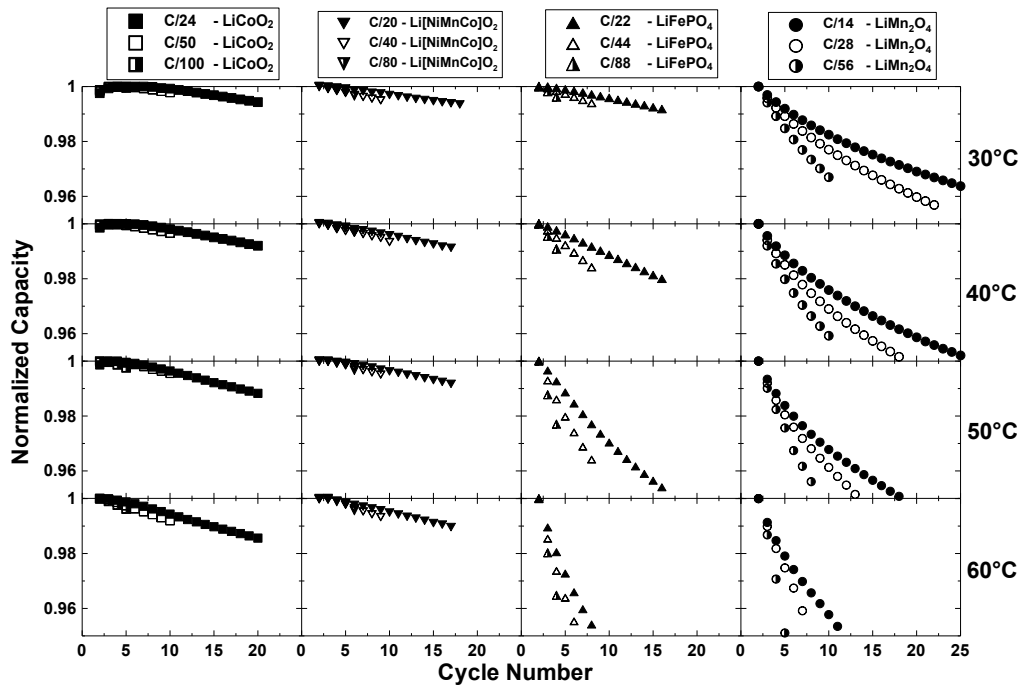 C/24 - LiCoO2
C/50 - LiCoO2
C/100 - LiCoO2
C/20 - Li[NiMnCo]O2
C/40 - Li[NiMnCo]O2
C/80 - Li[NiMnCo]O2
C/22 - LiFePO4
C/44 - LiFePO4
C/88 - LiFePO4
C/14 - LiMn2O4
C/28 - LiMn2O4
C/56 - LiMn2O4
Normalized Capacity
1
0.98
0.96
30°C
1
0.98
0.96
40°C
1
0.98
0.96
50°C
1
0.98
0.96
60°C
0 5 10 15 20 0 5 10 15 20 0 5 10 15 20 0 5 10 15 20 25
Cycle Number